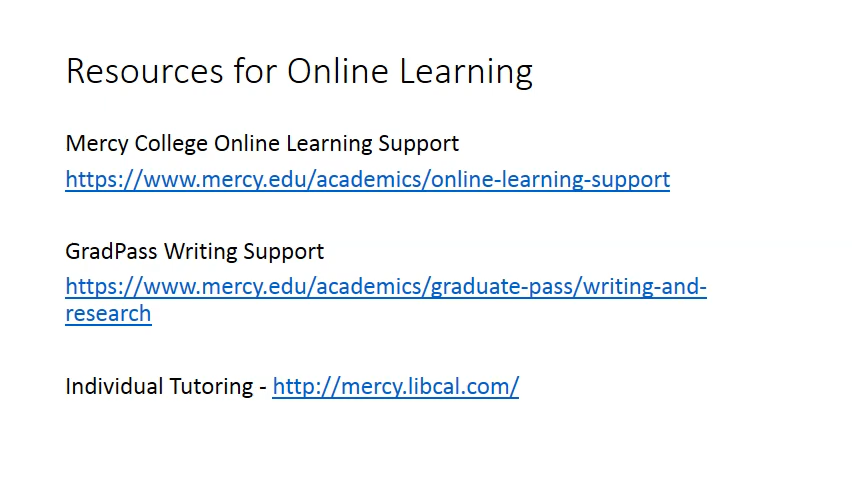 Resources for Online Learning
Mercy College Online Learning Support
https://www.mercy.edu/academics/online-learning-support
GradPass Writing Support
https://www.mercy.edu/academics/graduate-pass/writing-and-
research
Individual Tutoring - http://mercy.libcal.com/